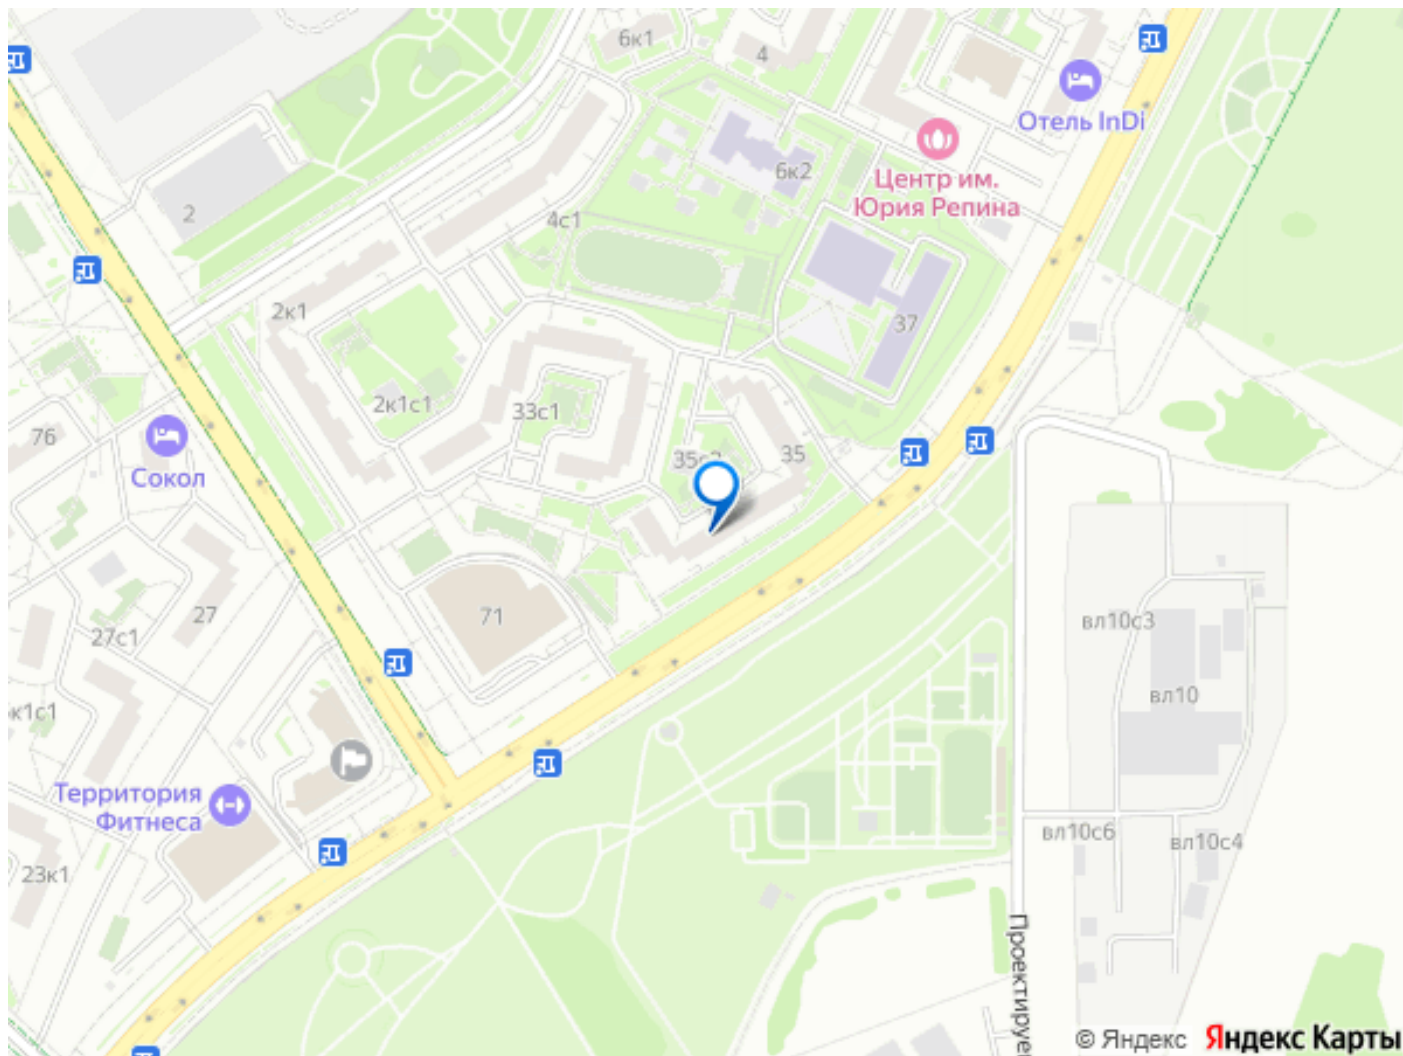 6к1
4
Отель InDi
Центр им.
Юрия Репина
6к2
2
4с1
2к1
37
2к1с1
33с1
76
Сокол
35
71
27
27с1
вл10с3
вл10
к1с1
Территория
Фитнеса
вл10с6
вл10с4
23к1
Проектируе
© Яндекс
Яндекс Карты